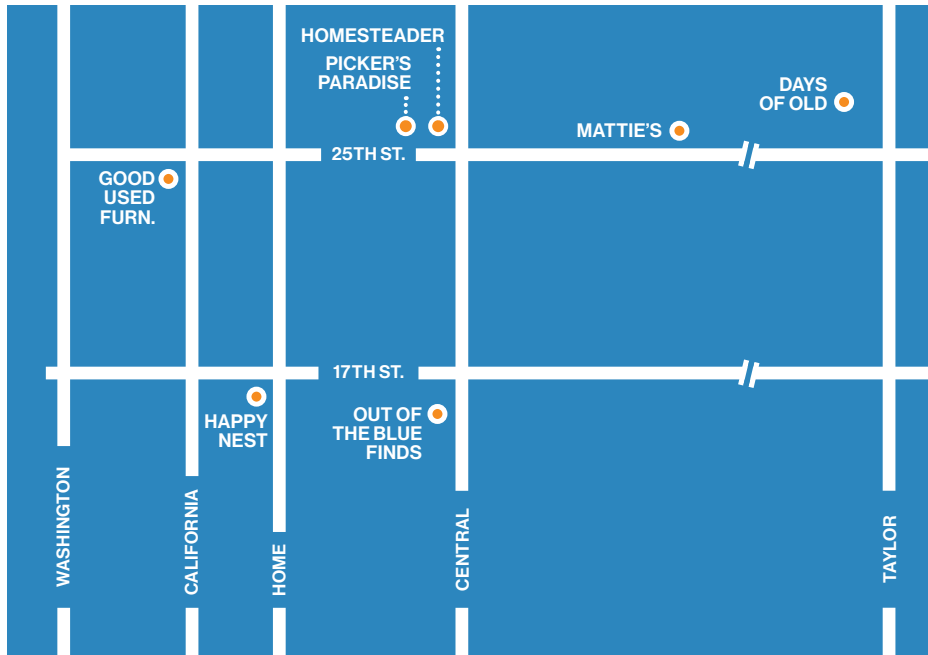 HOMESTEADER
PICKER'S
PARADISE
DAYS
OF OLD
MATTIE'S
25TH ST.
GOOD
USED
FURN.
17TH ST.
HAPPY
NEST
OUT OF
THE BLUE
FINDS
WASHINGTON
CALIFORNIA
HOME
CENTRAL
TAYLOR